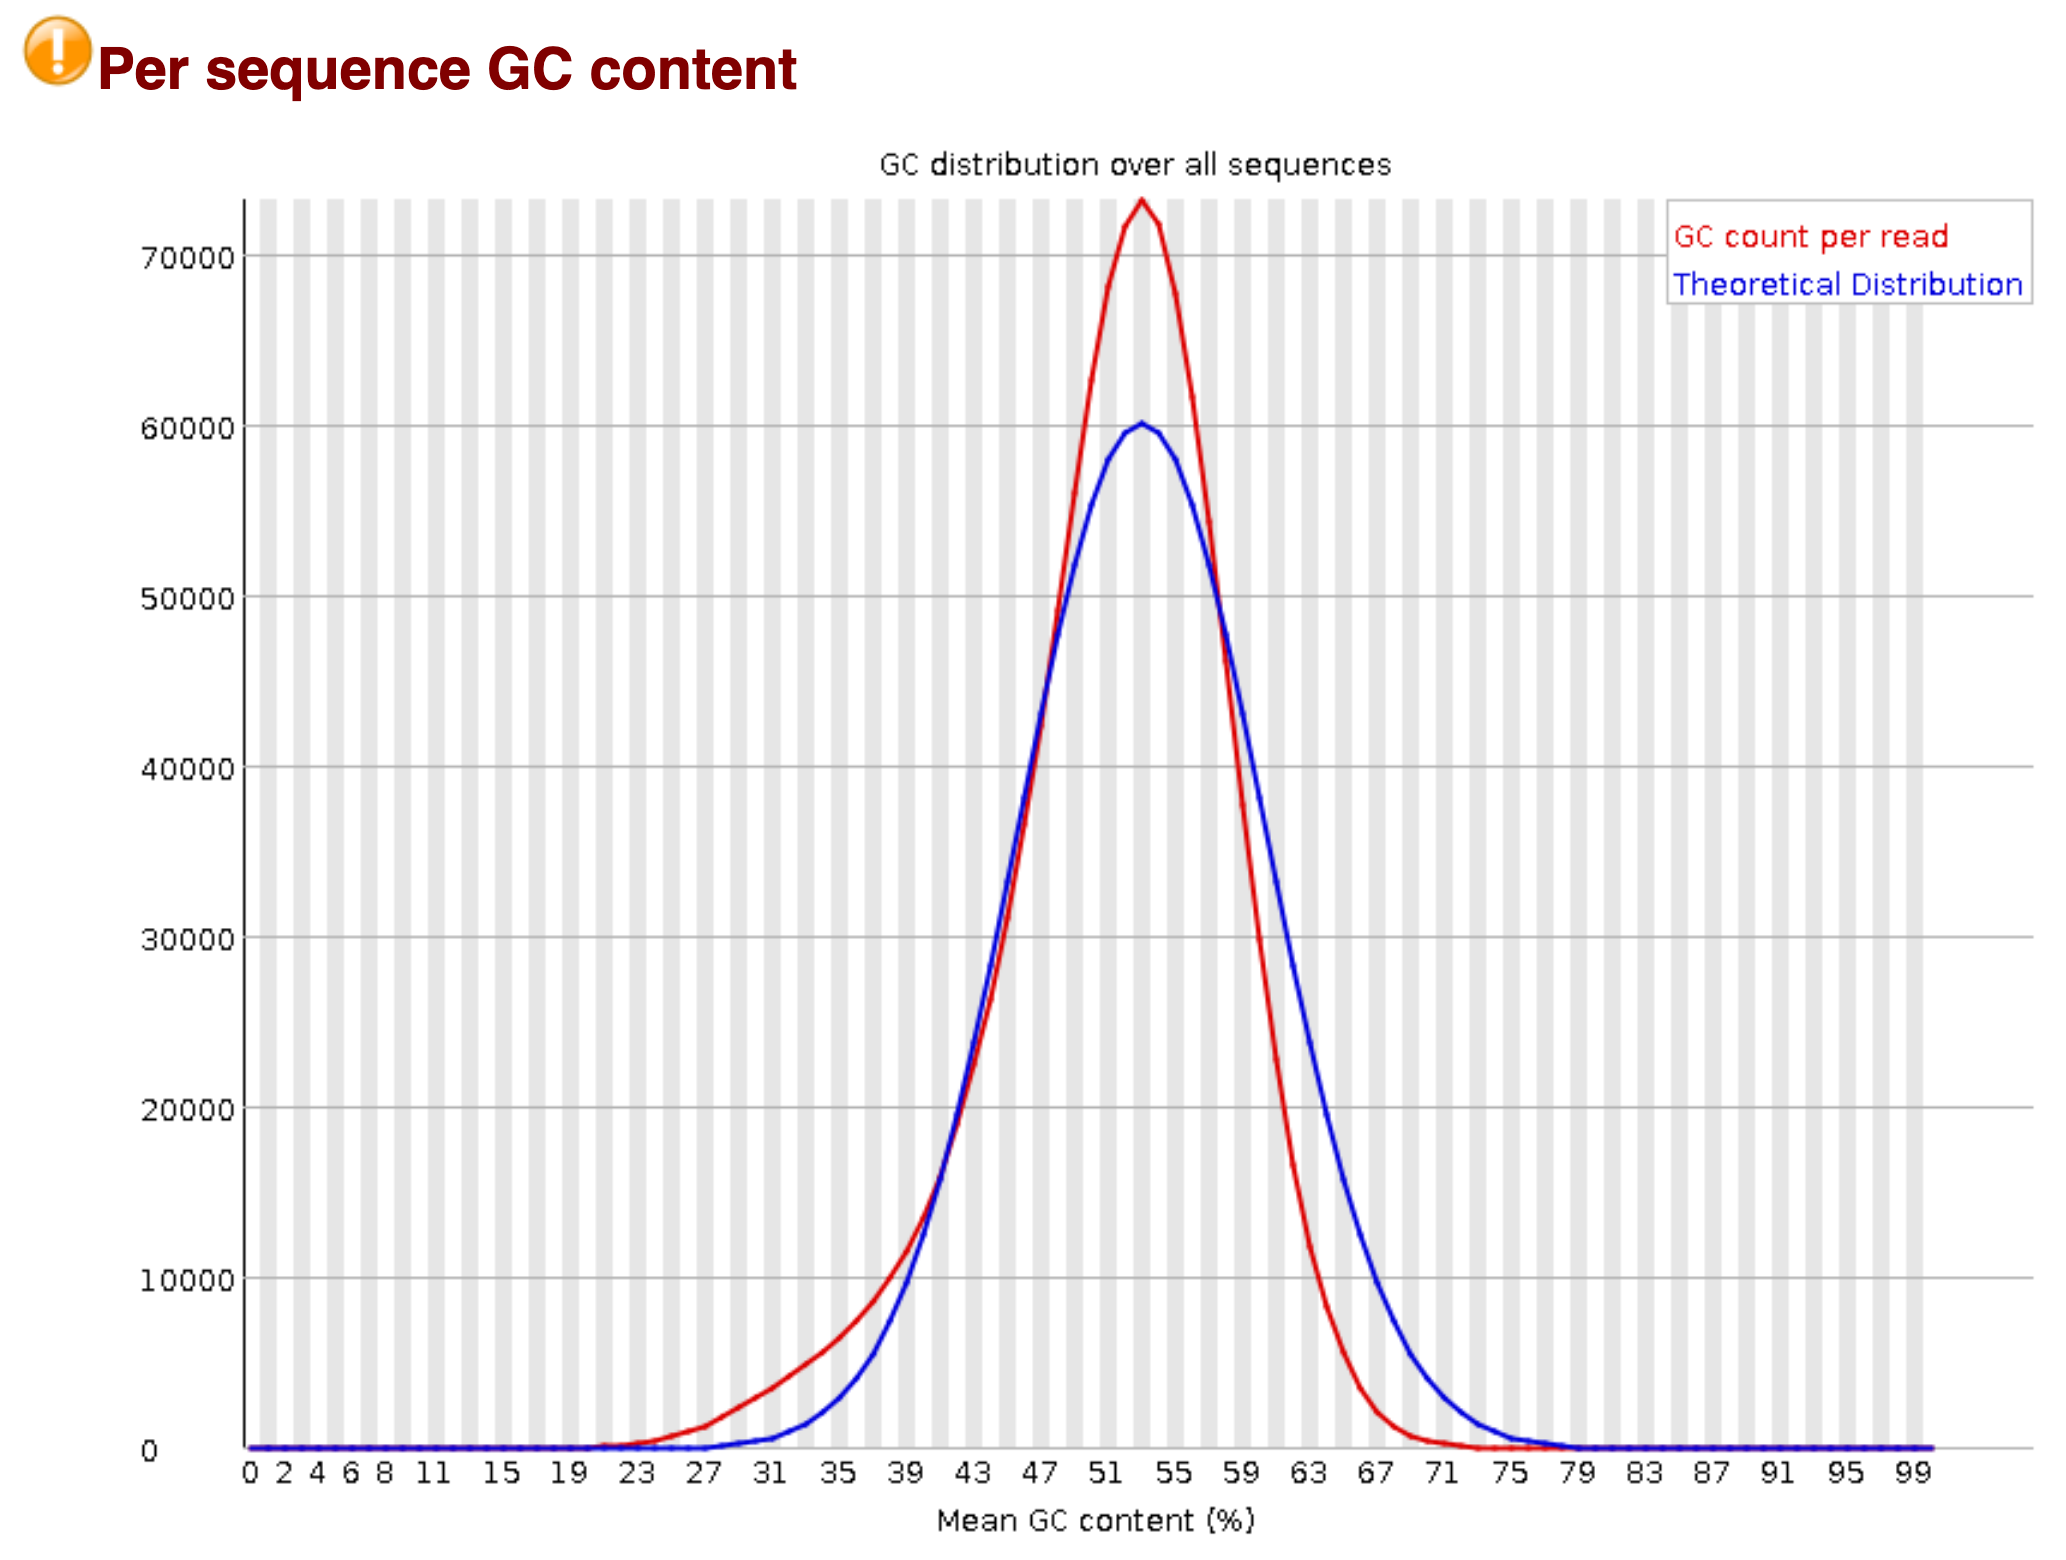 Per sequence GC content
GC distribution over all sequences
GC count per read
Theoretical Distribution
70000
60000
50000
40000
30000
20000
10000
0
0 2 4 6 8 11 15 19 23 27 31 35 39 43 47 51 55 59 63 67 71 75 79 83 87 91 95 99
Mean GC content (%)